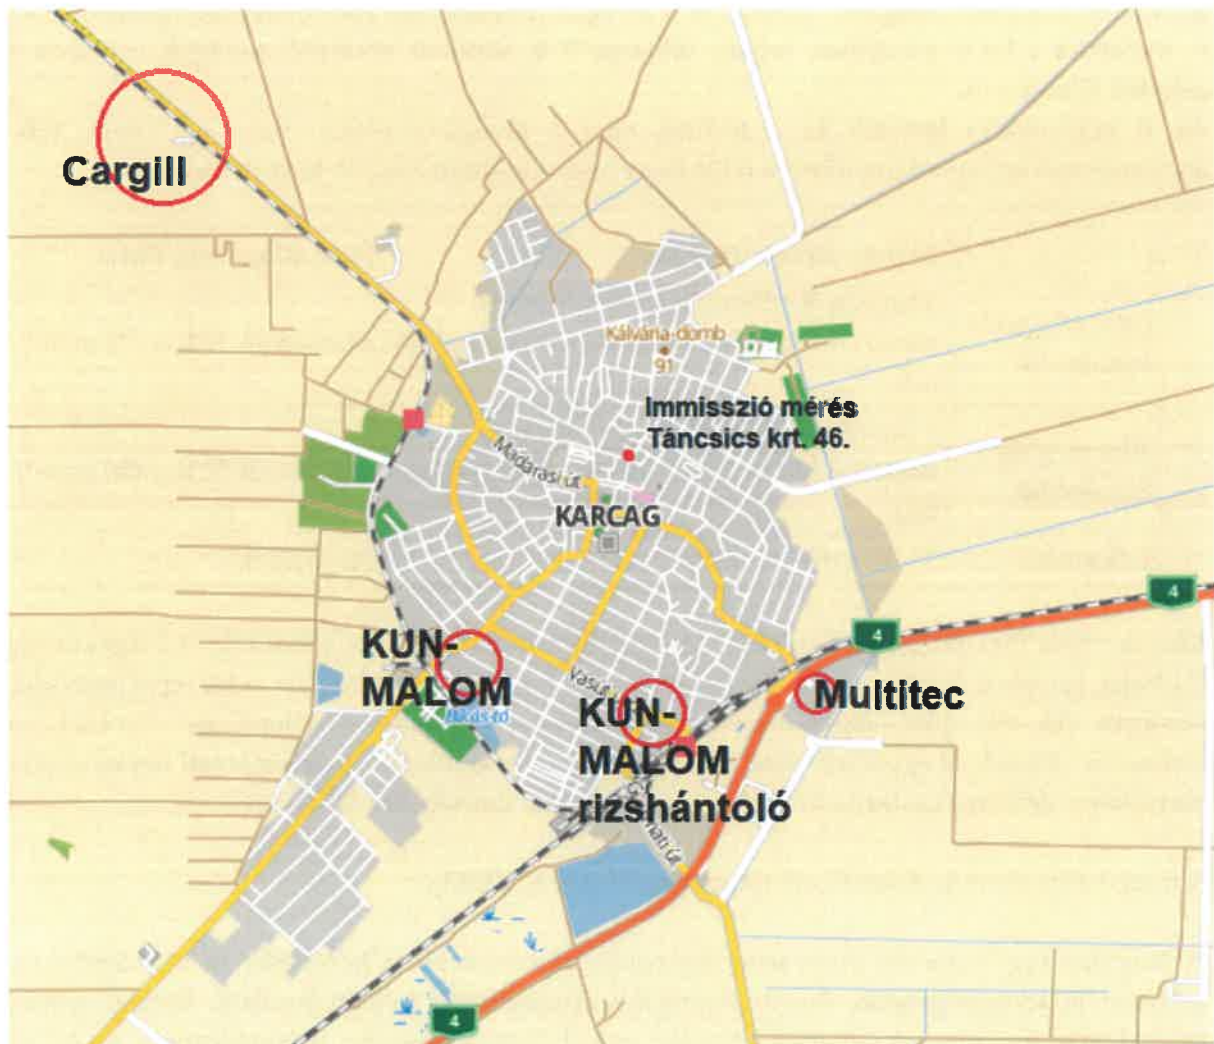 Cargill
Kálvária-domb
91
Immisszió mérés
Táncsics krt. 46.
Madarasi út
KARCAG
4
4
KUN-
MALOM
Vasút
Multitec
KUN-
MALOM
rizshántoló
4